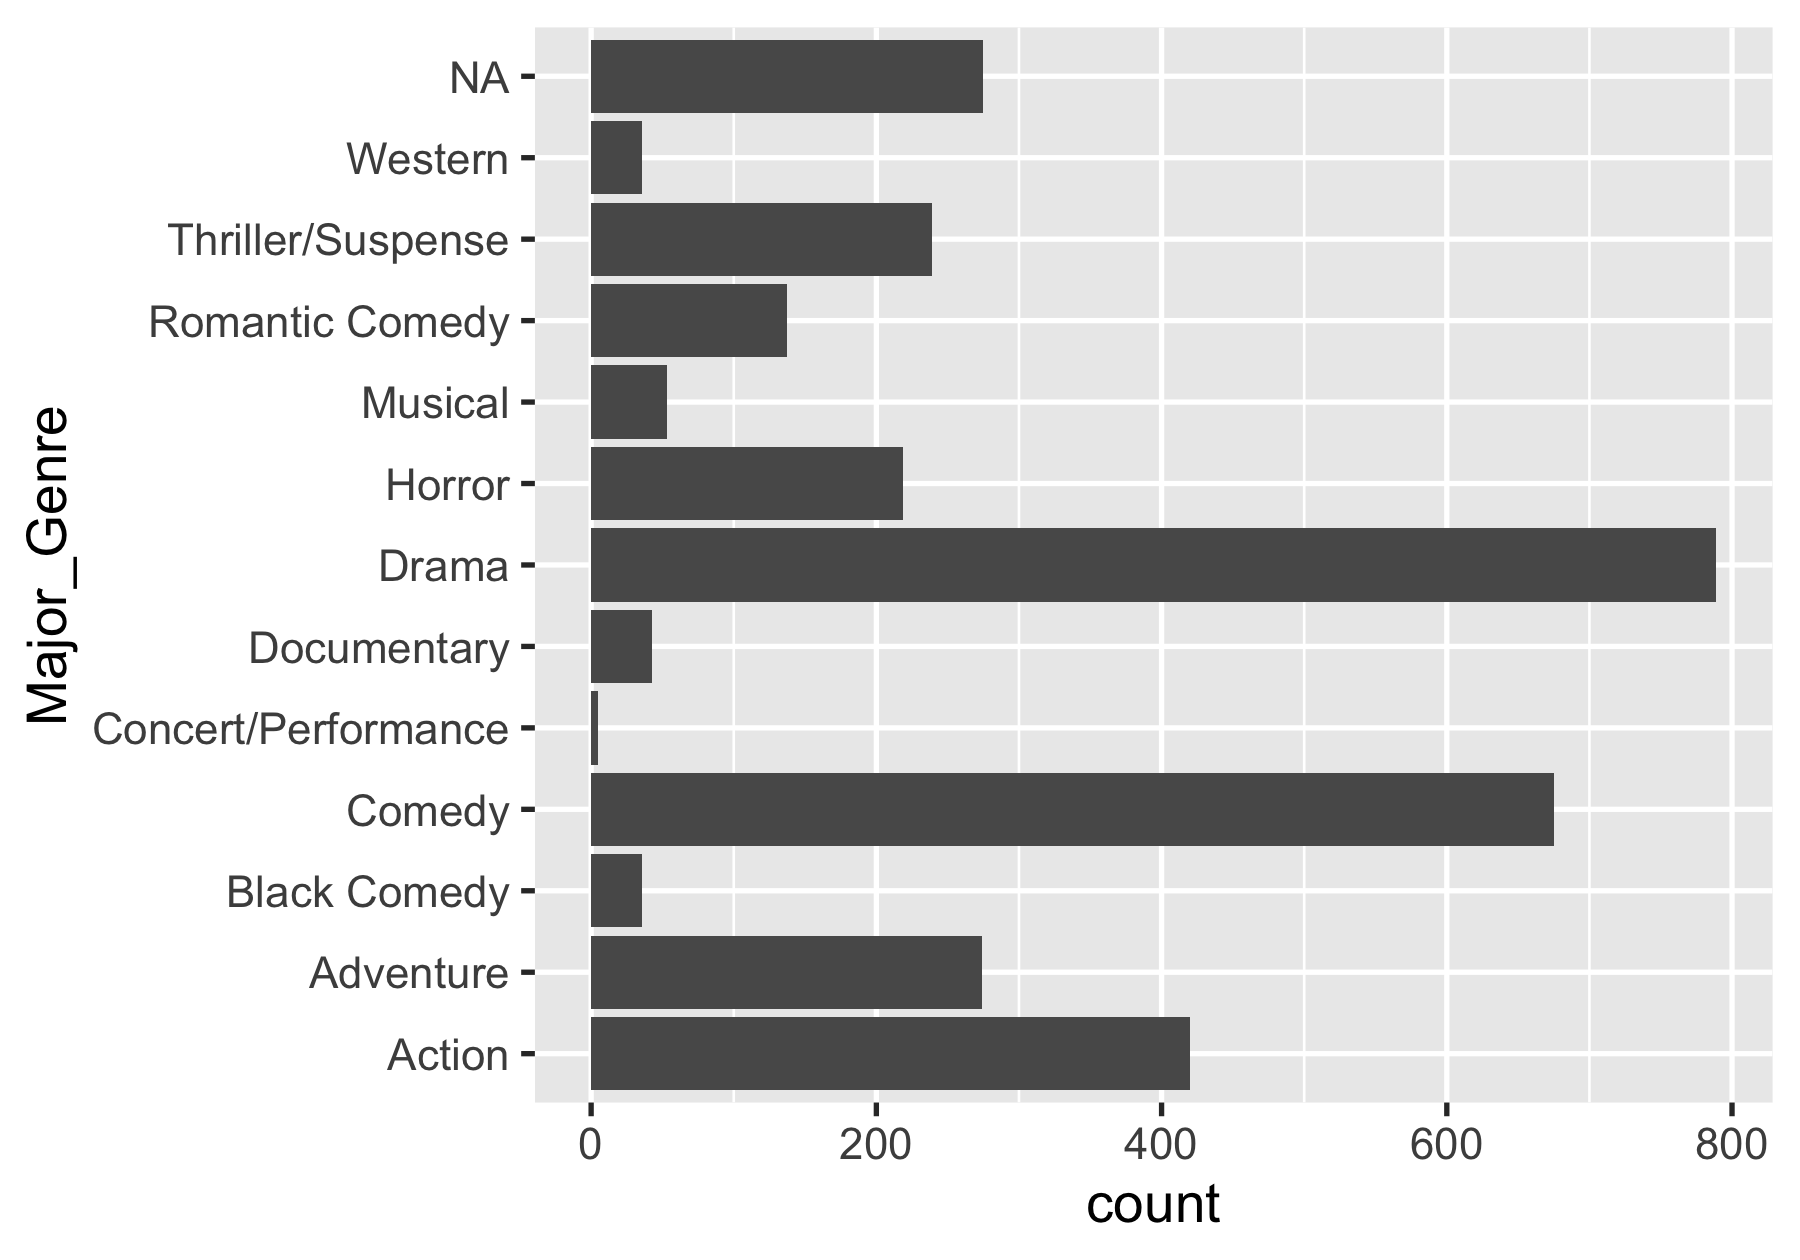 Major_Genre
NA
Western
Thriller/Suspense
Romantic Comedy
Musical
Horror
Drama
Documentary
Concert/Performance
Comedy
Black Comedy
Adventure
Action
0 200 400 600 800
count